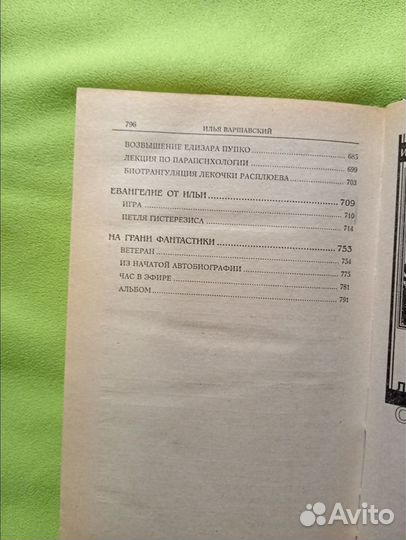 796 ИЛЬЯ ВАРШАВСКИЙ
ВОЗВЫШЕНИЕ ЕЛИЗАРА ПУПКО 685
ЛЕКЦИЯ ПО ПАРАПСИХОЛОГИИ 699
БИОТРАНГУЛЯЦИЯ ЛЕКОЧКИ РАСПЛЮЕВА 703
ЕВАНГЕЛИЕ ОТ ИЛЬИ 709
ИГРА 710
ПЕТЛЯ ГИСТЕРЕЗИСА 714
НА ГРАНИ ФАНТАСТИКИ 753
ВЕТЕРАН 754
ИЗ НАЧАТОЙ АВТОБИОГРАФИИ 775
ЧАС В ЭФИРЕ 781
АЛЬБОМ 791
Avito